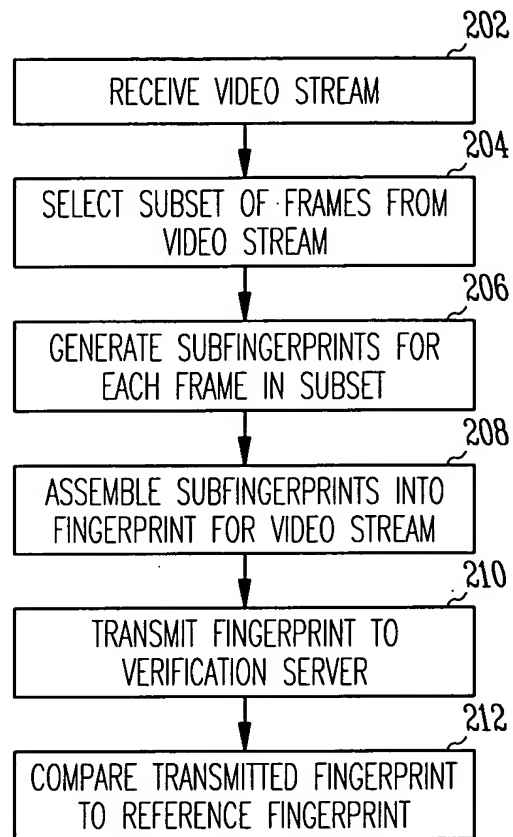 202
RECEIVE VIDEO STREAM
204
SELECT SUBSET OF FRAMES FROM
VIDEO STREAM
206
GENERATE SUBFINGERPRINTS FOR
EACH FRAME IN SUBSET
208
ASSEMBLE SUBFINGERPRINTS INTO
FINGERPRINT FOR VIDEO STREAM
210
TRANSMIT FINGERPRINT TO
VERIFICATION SERVER
212
COMPARE TRANSMITTED FINGERPRINT
TO REFERENCE FINGERPRINT